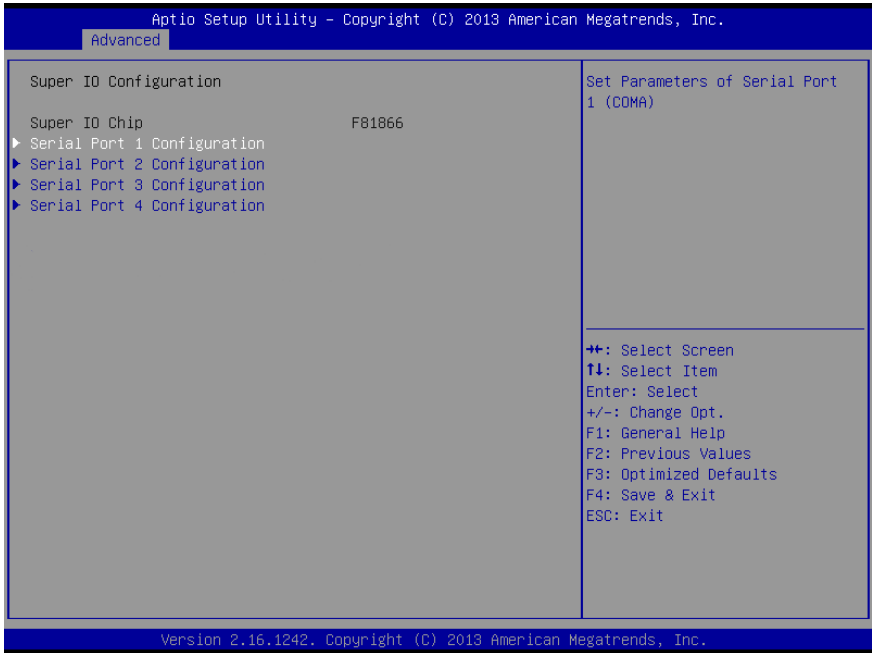 Aptio Setup Utility – Copyright (C) 2013 American Megatrends, Inc.
Advanced
Super IO Configuration
Super IO Chip F81866
Serial Port 1 Configuration
Serial Port 2 Configuration
Serial Port 3 Configuration
Serial Port 4 Configuration
Set Parameters of Serial Port
1 (COMA)
→←: Select Screen
↑↓: Select Item
Enter: Select
+/-: Change Opt.
F1: General Help
F2: Previous Values
F3: Optimized Defaults
F4: Save & Exit
ESC: Exit
Version 2.16.1242. Copyright (C) 2013 American Megatrends, Inc.